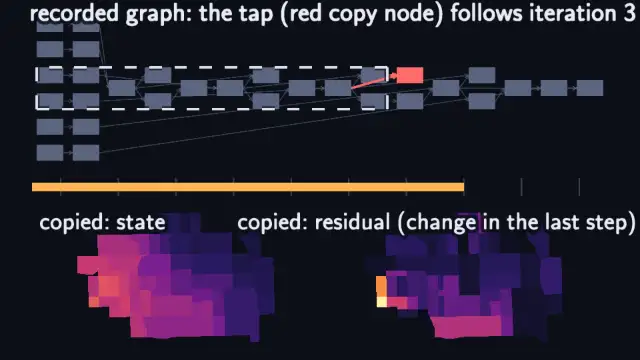 recorded graph: the tap (red copy node) follows iteration 3
copied: state
copied: residual (change in the last step)